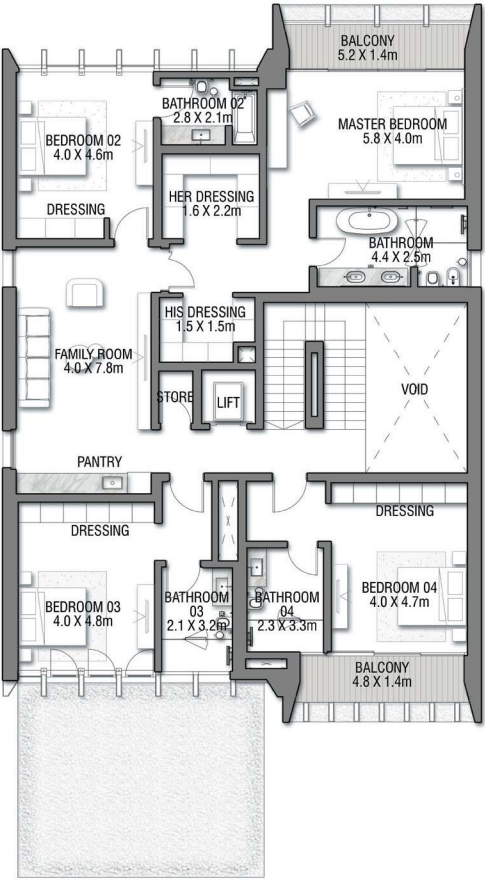 BALCONY
5.2 X 1.4m
BATHROOM 02
2.8 X 2.1m
MASTER BEDROOM
5.8 X 4.0m
BEDROOM 02
4.0 X 4.6m
HER DRESSING
1.6 X 2.2m
DRESSING
BATHROOM
4.4 X 2.5m
HIS DRESSING
1.5 X 1.5m
FAMILY ROOM
4.0 X 7.8m
STORE
LIFT
VOID
PANTRY
DRESSING
DRESSING
BEDROOM 03
4.0 X 4.8m
BATHROOM
03
2.1 X 3.2m
BATHROOM
04
2.3 X 3.3m
BEDROOM 04
4.0 X 4.7m
BALCONY
4.8 X 1.4m